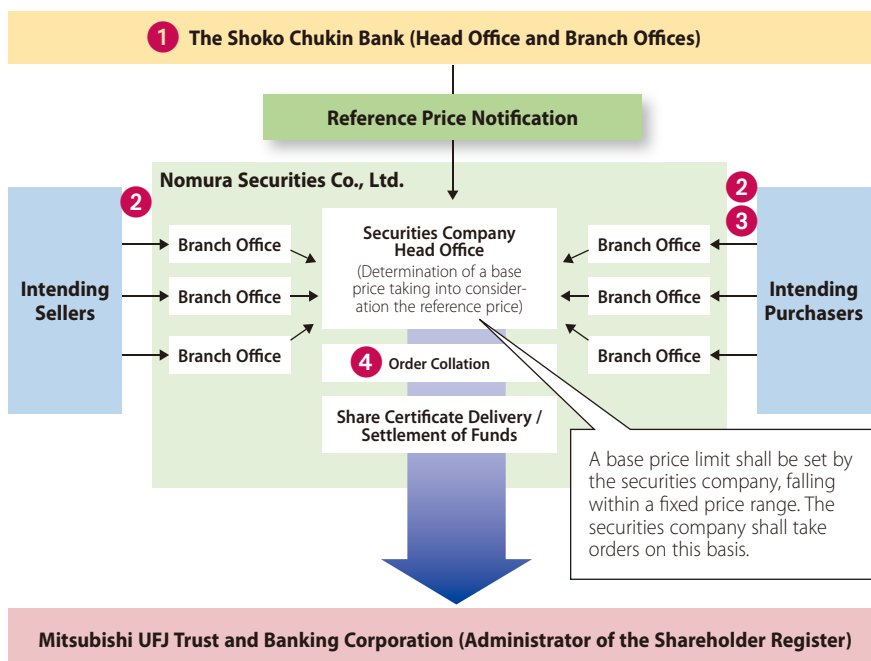 1 The Shoko Chukin Bank (Head Office and Branch Offices)
Reference Price Notification
Nomura Securities Co., Ltd.
2
2
3
Intending
Sellers
Branch Office
Branch Office
Branch Office
Securities Company
Head Office
(Determination of a base
price taking into consider-
ation the reference price)
Branch Office
Branch Office
Branch Office
Intending
Purchasers
4 Order Collation
Share Certificate Delivery /
Settlement of Funds
A base price limit shall be set by
the securities company, falling
within a fixed price range. The
securities company shall take
orders on this basis.
Mitsubishi UFJ Trust and Banking Corporation (Administrator of the Shareholder Register)